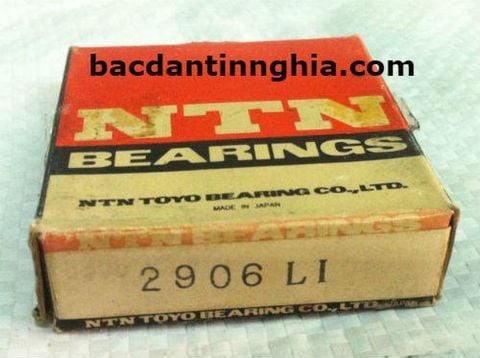 bacdantinnghia.com
NTN
BEARINGS
NTN TOYO BEARING CO.,LTD.
MADE IN JAPAN
NTN BEARINGS
2906 LI
NTN TOYO BEARING CO., LTD.
JAPAN